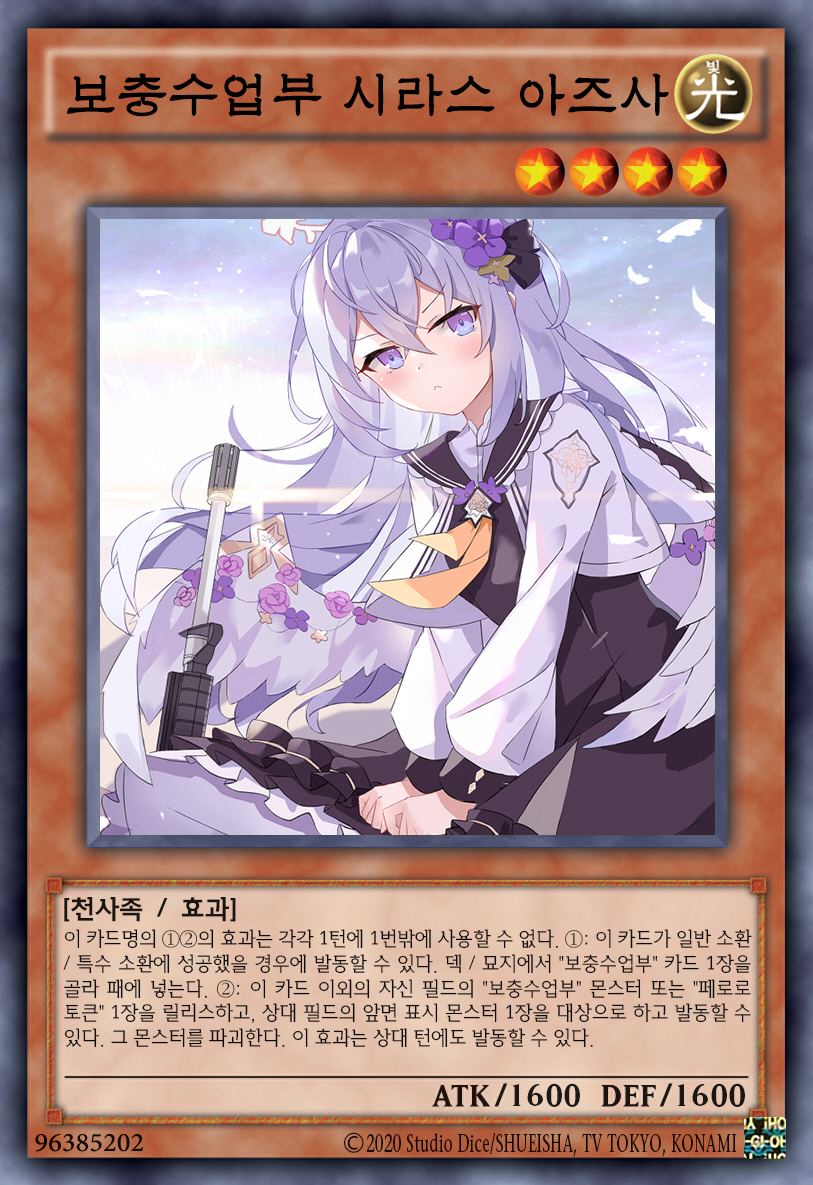 보충수업부 시라스 아즈사
빛
光
[천사족 / 효과]
이 카드명의 ①②의 효과는 각각 1턴에 1번밖에 사용할 수 없다. ①: 이 카드가 일반 소환
/ 특수 소환에 성공했을 경우에 발동할 수 있다. 덱 / 묘지에서 "보충수업부" 카드 1장을
골라 패에 넣는다. ②: 이 카드 이외의 자신 필드의 "보충수업부" 몬스터 또는 "페로로
토큰" 1장을 릴리스하고, 상대 필드의 앞면 표시 몬스터 1장을 대상으로 하고 발동할 수
있다. 그 몬스터를 파괴한다. 이 효과는 상대 턴에도 발동할 수 있다.
ATK/1600 DEF/1600
96385202
©2020 Studio Dice/SHUEISHA, TV TOKYO, KONAMI